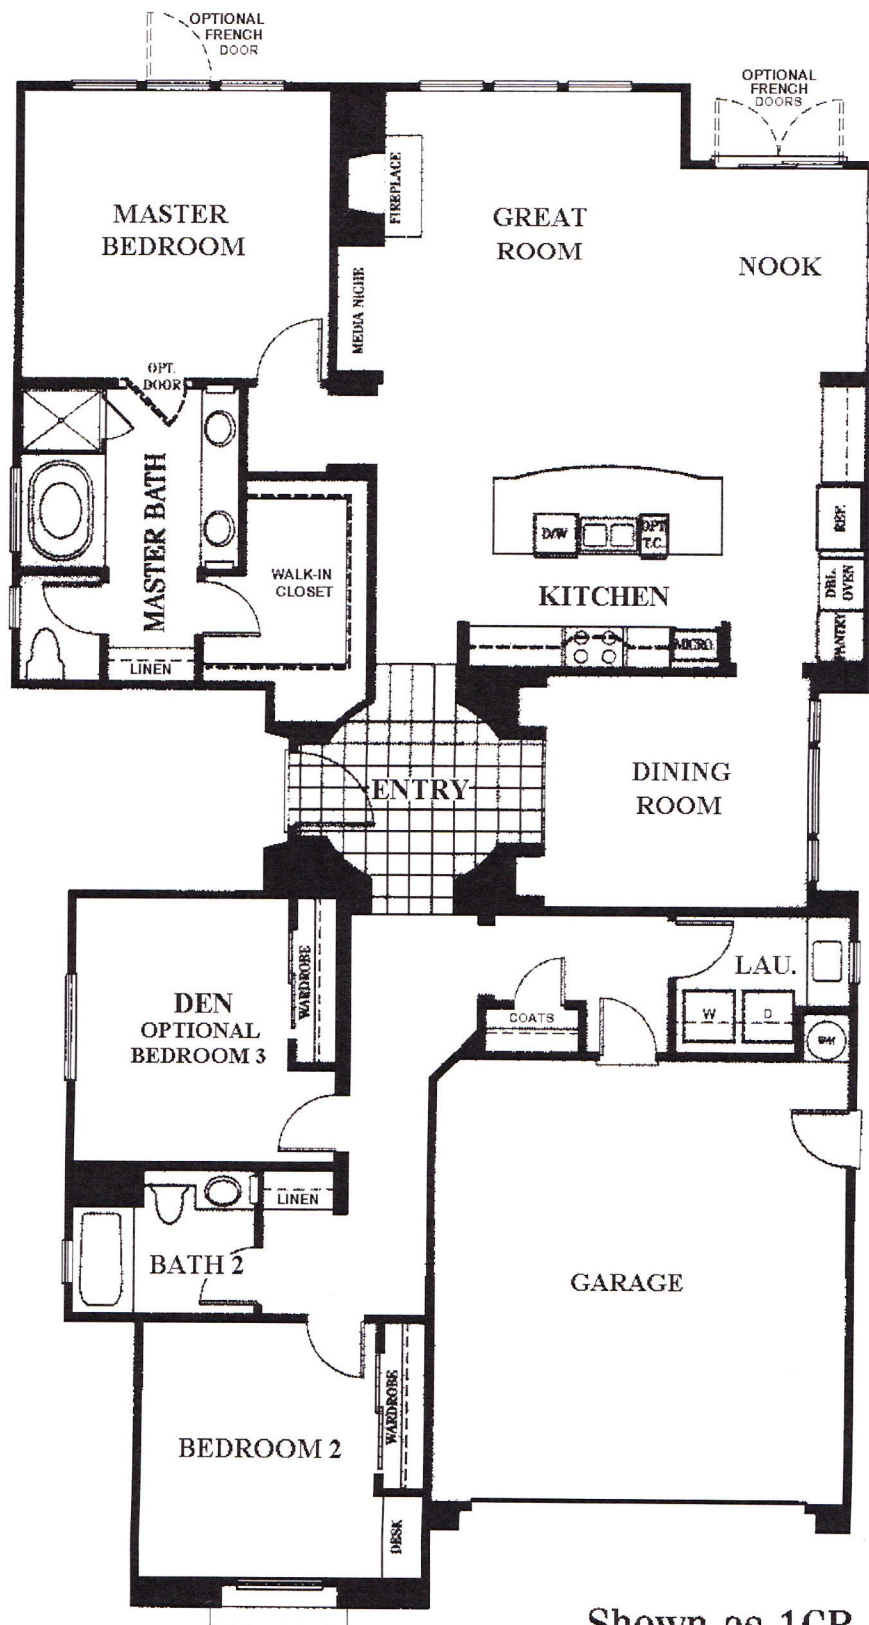 OPTIONAL
FRENCH
DOOR
OPTIONAL
FRENCH
DOORS
MASTER
BEDROOM
FIREPLACE
GREAT
ROOM
NOOK
MEDIA NICHE
OPT.
DOOR
MASTER BATH
WALK-IN
CLOSET
LINEN
D/W
OPT
T.C.
REF.
DBL.
OVEN
PANTRY
KITCHEN
MICRO.
ENTRY
DINING
ROOM
DEN
OPTIONAL
BEDROOM 3
WARDROBE
COATS
LAU.
W
D
LINEN
BATH 2
GARAGE
BEDROOM 2
WARDROBE
DESK